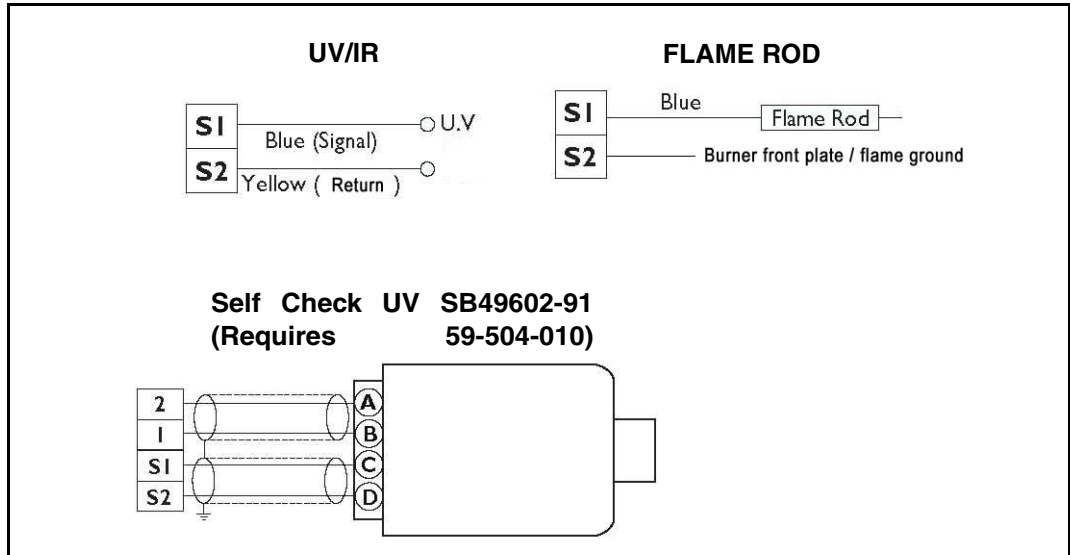 UV/IR
S1
Blue (Signal)
U.V
S2
Yellow ( Return )
FLAME ROD
S1
Blue
Flame Rod
S2
Burner front plate / flame ground
Self Check UV SB49602-91
(Requires 59-504-010)
2
A
1
B
S1
C
S2
D